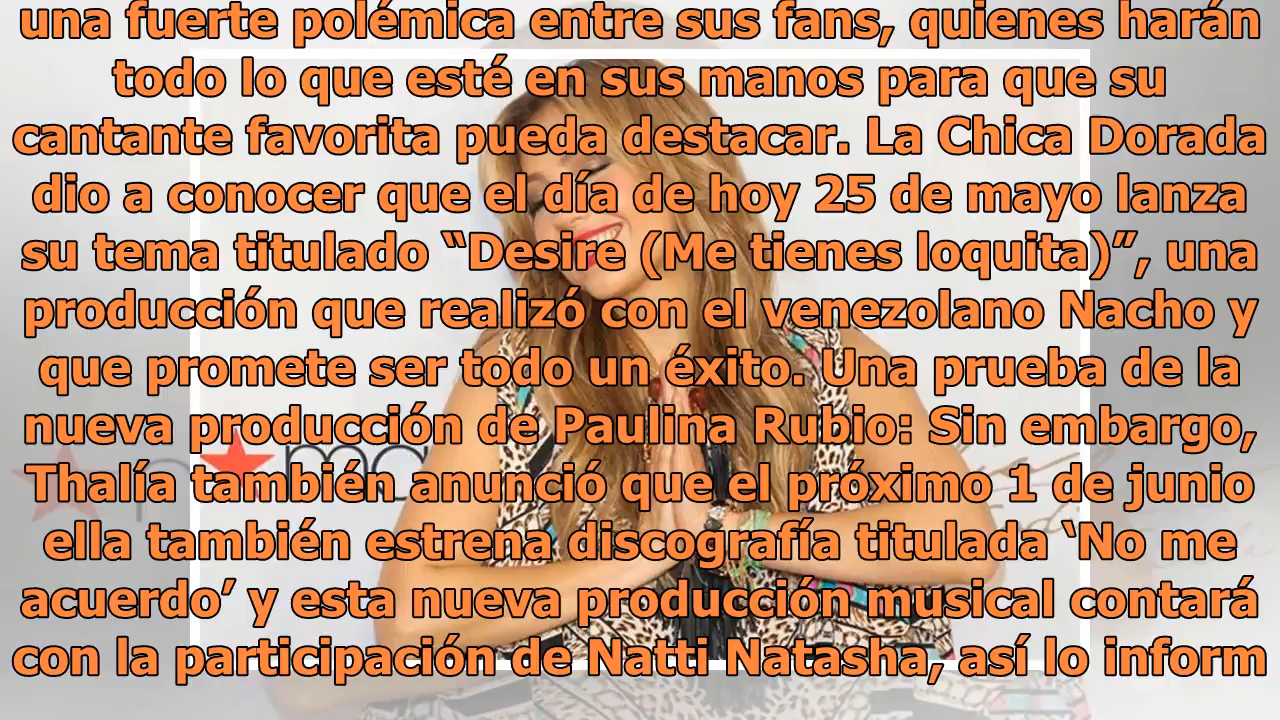 una fuerte polémica entre sus fans, quienes harán
todo lo que esté en sus manos para que su
cantante favorita pueda destacar. La Chica Dorada
dio a conocer que el día de hoy 25 de mayo lanza
su tema titulado “Desire (Me tienes loquita)”, una
producción que realizó con el venezolano Nacho y
que promete ser todo un éxito. Una prueba de la
nueva producción de Paulina Rubio: Sin embargo,
Thalía también anunció que el próximo 1 de junio
ella también estrena discografía titulada ‘No me
acuerdo’ y esta nueva producción musical contará
con la participación de Natti Natasha, así lo inform